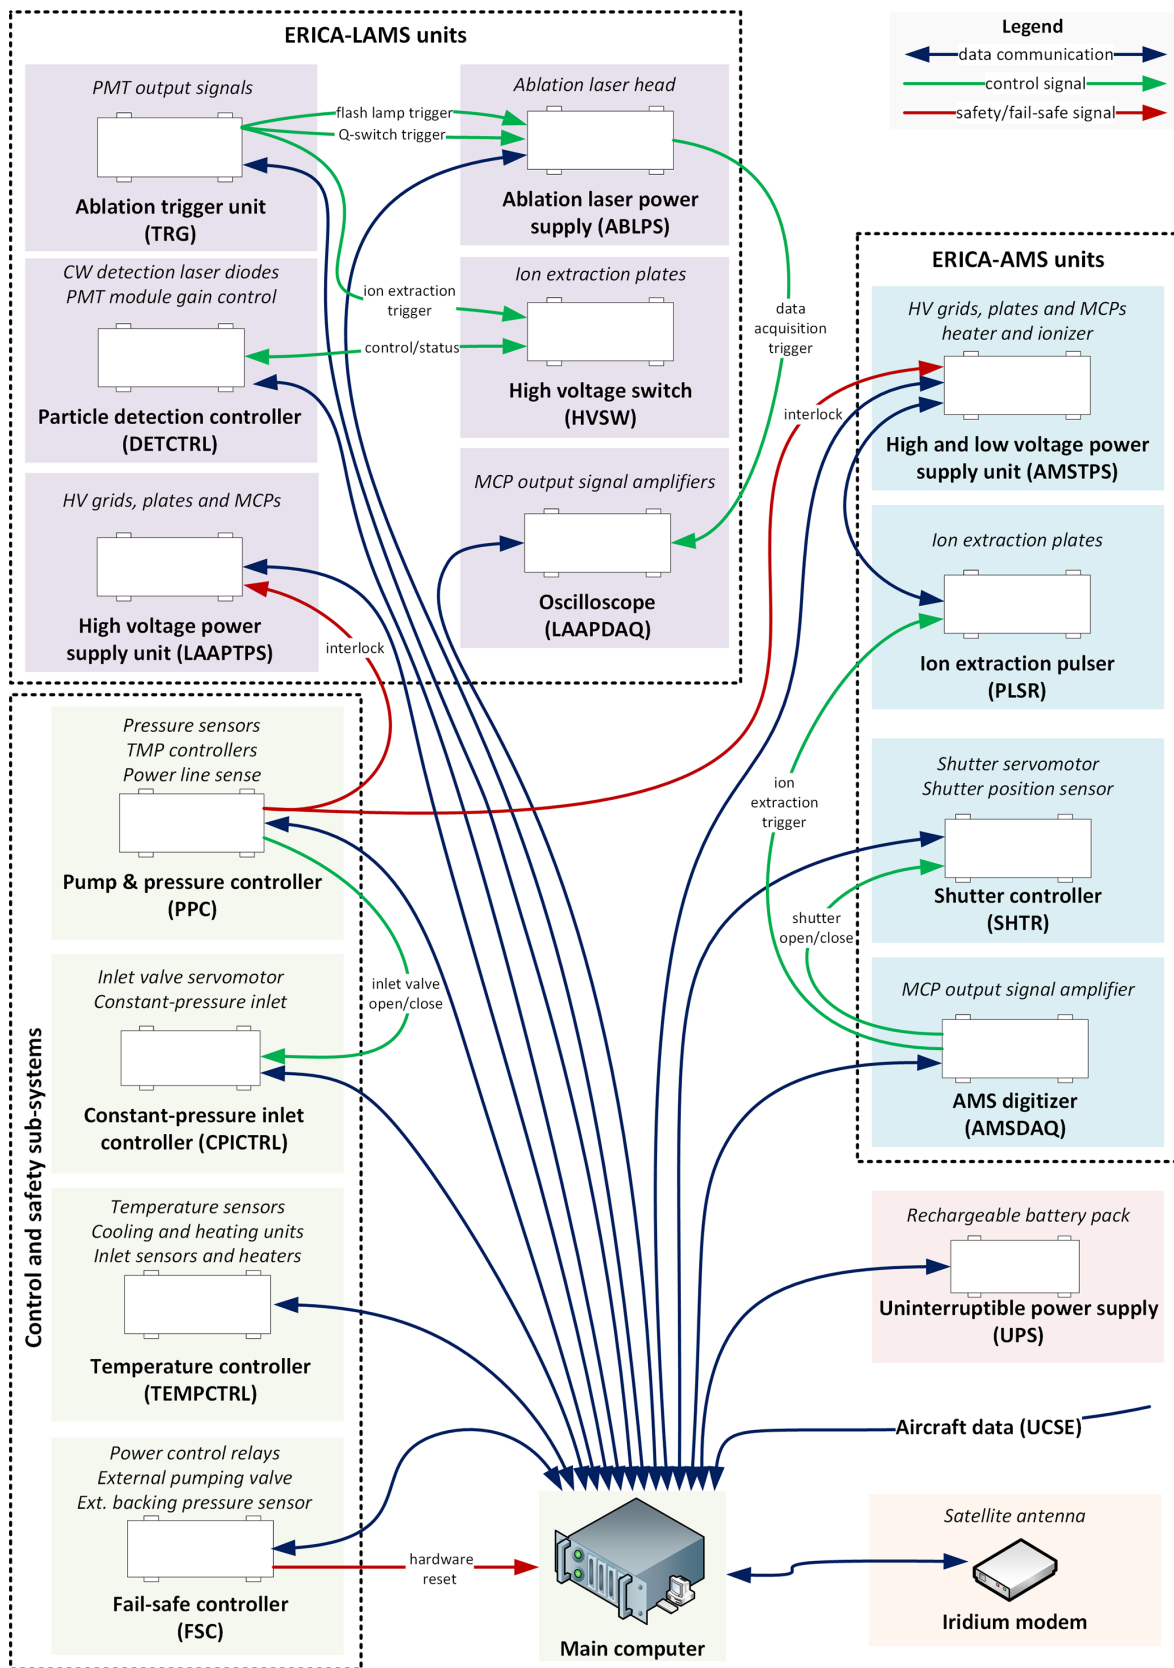 ERICA-LAMS units
Legend
data communication
control signal
safety/fail-safe signal
PMT output signals
Ablation trigger unit
(TRG)
flash lamp trigger
Q-switch trigger
Ablation laser head
Ablation laser power
supply (ABLPS)
CW detection laser diodes
PMT module gain control
Particle detection controller
(DETCTRL)
ion extraction
trigger
control/status
Ion extraction plates
High voltage switch
(HVSW)
data
acquisition
trigger
HV grids, plates and MCPs
High voltage power
supply unit (LAAPTPS)
interlock
MCP output signal amplifiers
Oscilloscope
(LAAPDAQ)
interlock
ERICA-AMS units
HV grids, plates and MCPs
heater and ionizer
High and low voltage power
supply unit (AMSTPS)
Ion extraction plates
Ion extraction pulser
(PLSR)
ion
extraction
trigger
Shutter servomotor
Shutter position sensor
Shutter controller
(SHTR)
shutter
open/close
MCP output signal amplifier
AMS digitizer
(AMSDAQ)
Control and safety sub-systems
Pressure sensors
TMP controllers
Power line sense
Pump & pressure controller
(PPC)
inlet valve
open/close
Inlet valve servomotor
Constant-pressure inlet
Constant-pressure inlet
controller (CPICTRL)
Temperature sensors
Cooling and heating units
Inlet sensors and heaters
Temperature controller
(TEMPCTRL)
Power control relays
External pumping valve
Ext. backing pressure sensor
Fail-safe controller
(FSC)
hardware
reset
Main computer
Rechargeable battery pack
Uninterruptible power supply
(UPS)
Aircraft data (UCSE)
Satellite antenna
Iridium modem